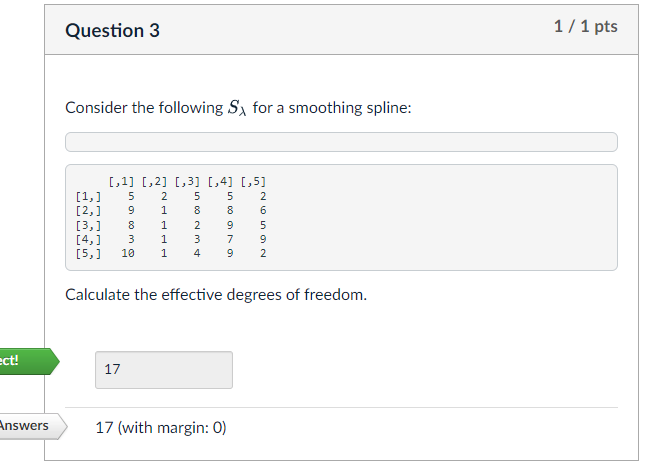 Question 3
1 / 1 pts
Consider the following Sλ for a smoothing spline:
[,1] [,2] [,3] [,4] [,5]
[1,] 5 2 5 5 2
[2,] 9 1 8 8 6
[3,] 8 1 2 9 5
[4,] 3 1 3 7 9
[5,] 10 1 4 9 2
Calculate the effective degrees of freedom.
ect!
17
Answers
17 (with margin: 0)